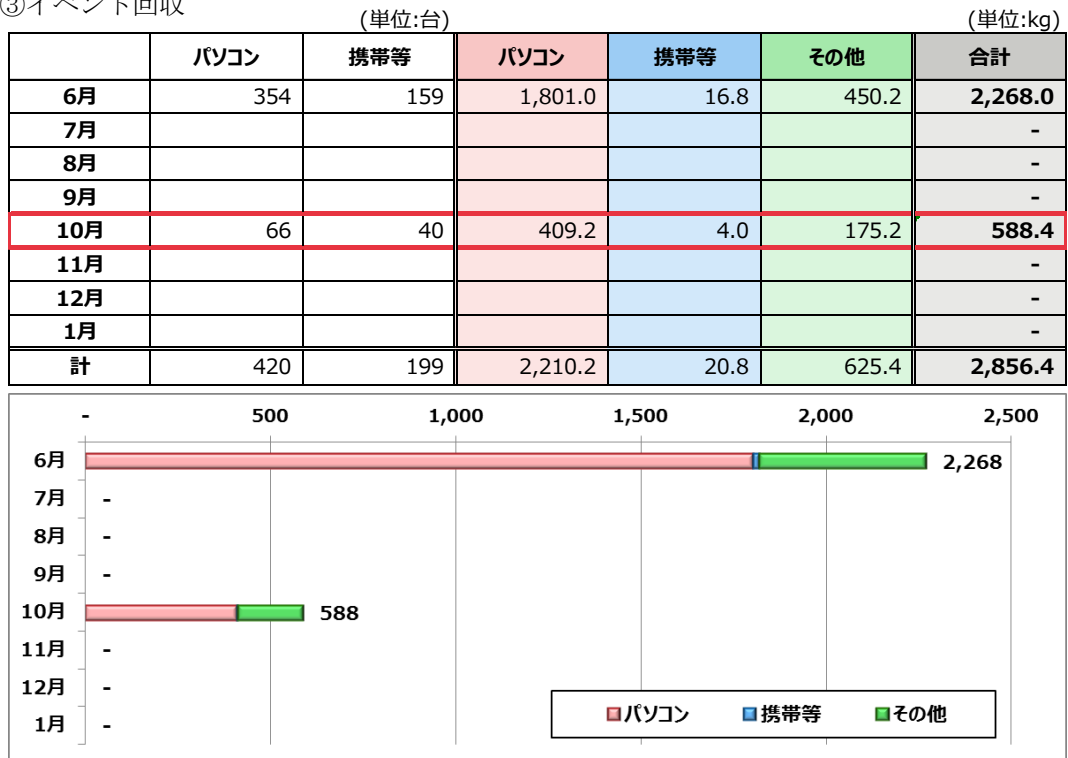 ③イベント回収
(単位:台) (単位:kg)
パソコン 携帯等 パソコン 携帯等 その他 合計
6月 354 159 1,801.0 16.8 450.2 2,268.0
7月 -
8月 -
9月 -
10月 66 40 409.2 4.0 175.2 588.4
11月 -
12月 -
1月 -
計 420 199 2,210.2 20.8 625.4 2,856.4
- 500 1,000 1,500 2,000 2,500
6月 2,268
7月 -
8月 -
9月 -
10月 588
11月 -
12月 -
1月 -
パソコン 携帯等 その他